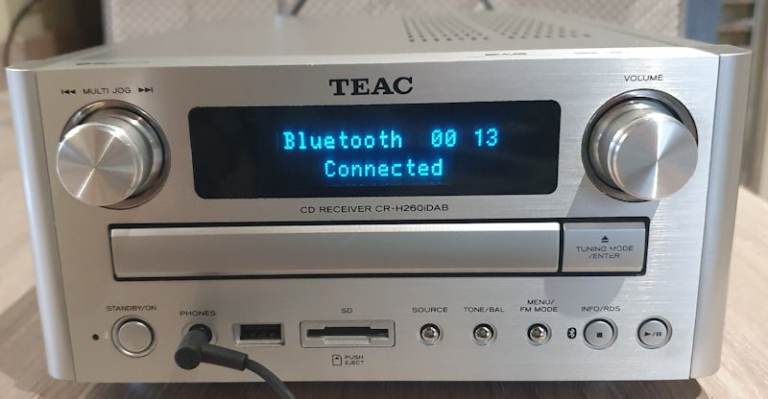 TEAC
MULTI JOG
VOLUME
Bluetooth 00 13
Connected
CD RECEIVER CR-H260iDAB
TUNING MODE
/ENTER
STANDBY/ON
PHONES
SD
PUSH
EJECT
SOURCE
TONE/BAL
MENU/
FM MODE
INFO/RDS